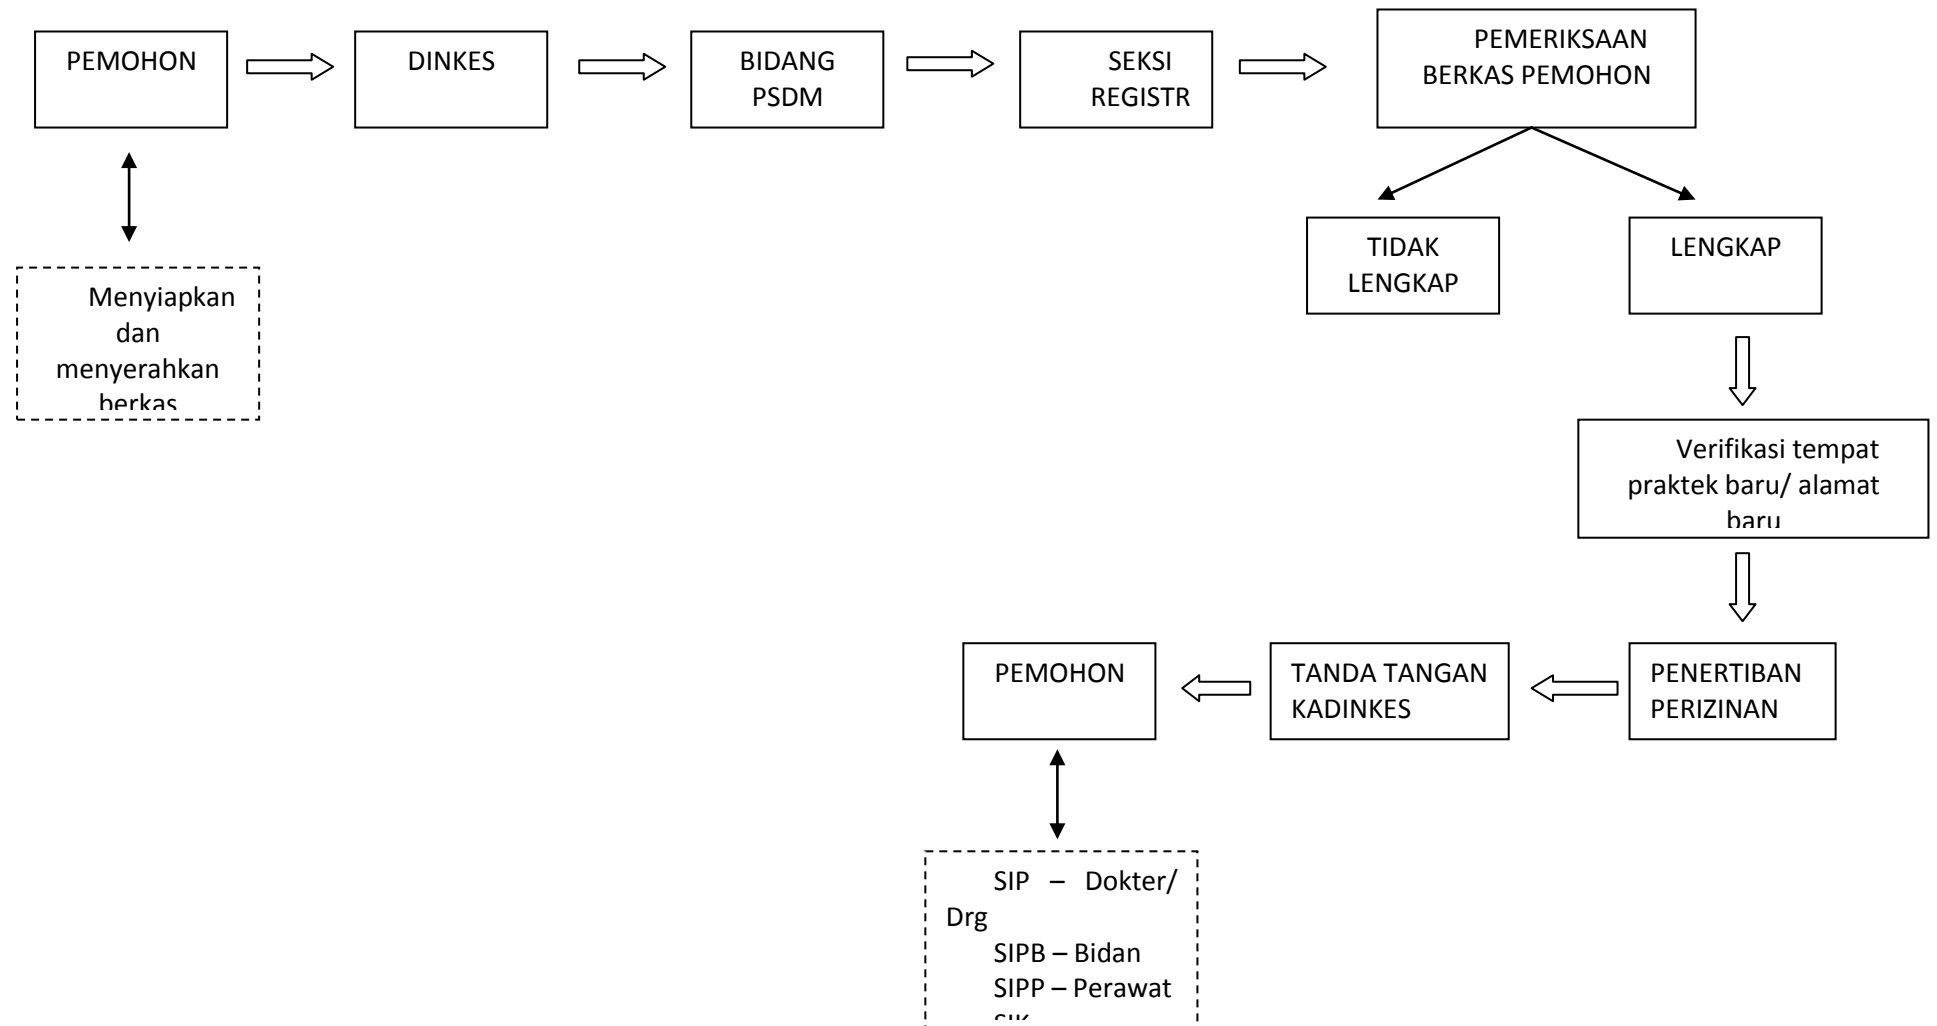 PEMOHON
DINKES
BIDANG
PSDM
SEKSI
REGISTR
PEMERIKSAAN
BERKAS PEMOHON
TIDAK
LENGKAP
LENGKAP
Menyiapkan
dan
menyerahkan
berkas
Verifikasi tempat
praktek baru/ alamat
baru
PENERTIBAN
PERIZINAN
TANDA TANGAN
KADINKES
PEMOHON
SIP – Dokter/
Drg
SIPB – Bidan
SIPP – Perawat